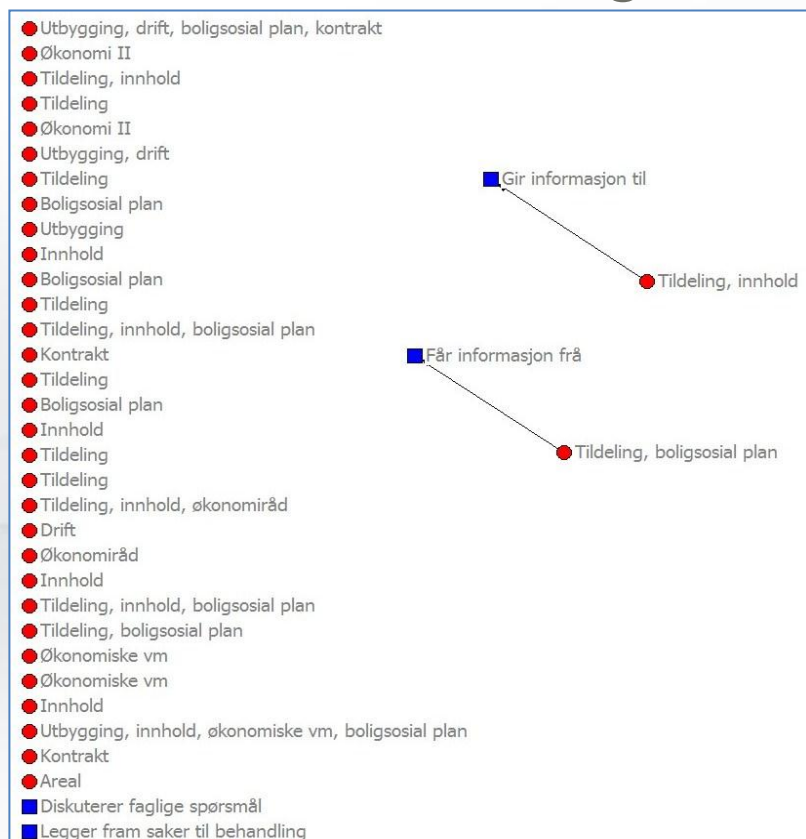 Utbygging, drift, boligsosial plan, kontrakt
Økonomi II
Tildeling, innhold
Tildeling
Økonomi II
Utbygging, drift
Tildeling
Boligsosial plan
Utbygging
Innhold
Boligsosial plan
Tildeling
Tildeling, innhold, boligsosial plan
Kontrakt
Tildeling
Boligsosial plan
Innhold
Tildeling
Tildeling
Tildeling, innhold, økonomiråd
Drift
Økonomiråd
Innhold
Tildeling, innhold, boligsosial plan
Tildeling, boligsosial plan
Økonomiske vm
Økonomiske vm
Innhold
Utbygging, innhold, økonomiske vm, boligsosial plan
Kontrakt
Areal
Diskuterer faglige spørsmål
Legger fram saker til behandling
Gir informasjon til
Tildeling, innhold
Får informasjon frå
Tildeling, boligsosial plan